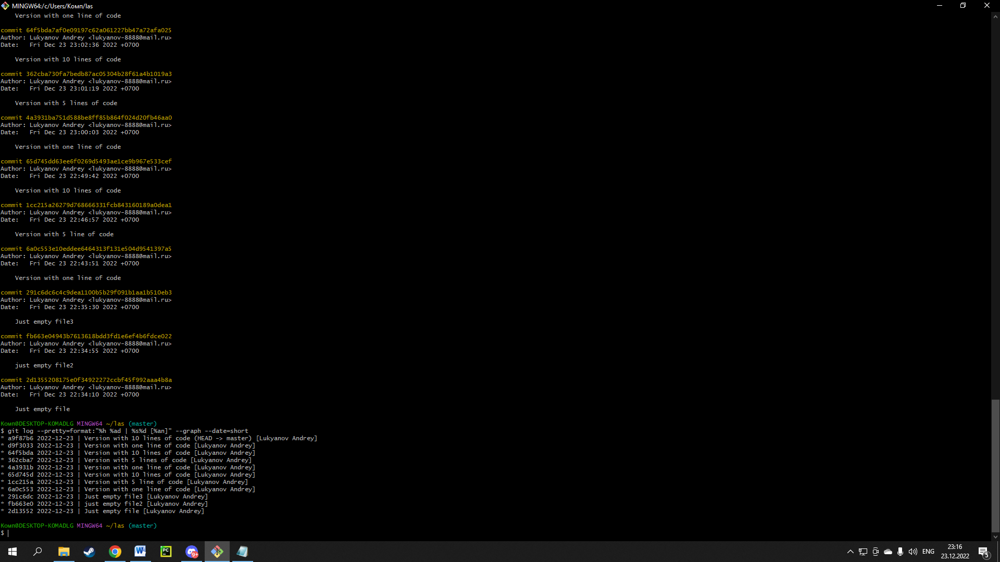 MINGW64:/c/Users/Комп/las
Version with one line of code
commit 64f5bda7af0e09197c62a061227bb47a72afa025
Author: Lukyanov Andrey <lukyanov-8888@mail.ru>
Date:   Fri Dec 23 23:02:36 2022 +0700
Version with 10 lines of code
commit 362cba730fa7bedb87ac05304b28f61a4b1019a3
Author: Lukyanov Andrey <lukyanov-8888@mail.ru>
Date:   Fri Dec 23 23:01:19 2022 +0700
Version with 5 lines of code
commit 4a3931ba751d588be8ff85b864f024d20fb46aa0
Author: Lukyanov Andrey <lukyanov-8888@mail.ru>
Date:   Fri Dec 23 23:00:03 2022 +0700
Version with one line of code
commit 65d745dd63ee6f0269d5493ae1ce9b967e533cef
Author: Lukyanov Andrey <lukyanov-8888@mail.ru>
Date:   Fri Dec 23 22:49:42 2022 +0700
Version with 10 lines of code
commit 1cc215a26279d768666331fcb843160189a0dea1
Author: Lukyanov Andrey <lukyanov-8888@mail.ru>
Date:   Fri Dec 23 22:46:57 2022 +0700
Version with 5 line of code
commit 6a0c553e10eddee6464313f131e504d9541397a5
Author: Lukyanov Andrey <lukyanov-8888@mail.ru>
Date:   Fri Dec 23 22:43:51 2022 +0700
Version with one line of code
commit 291c6dc6c4c9dea1100b5b29f091b1aa1b510eb3
Author: Lukyanov Andrey <lukyanov-8888@mail.ru>
Date:   Fri Dec 23 22:35:30 2022 +0700
Just empty file3
commit fb663e04943b7613618bdd3fd1e6ef4b6fdce022
Author: Lukyanov Andrey <lukyanov-8888@mail.ru>
Date:   Fri Dec 23 22:34:55 2022 +0700
just empty file2
commit 2d1355208175e0f34922272ccbf45f992aaa4b8a
Author: Lukyanov Andrey <lukyanov-8888@mail.ru>
Date:   Fri Dec 23 22:34:10 2022 +0700
Just empty file
Комп@DESKTOP-KOMADLG MINGW64 ~/las (master)
$ git log --pretty=format:"%h %ad | %s%d [%an]" --graph --date=short
* a9f87b6 2022-12-23 | Version with 10 lines of code (HEAD -> master) [Lukyanov Andrey]
* d9f3033 2022-12-23 | Version with one line of code [Lukyanov Andrey]
* 64f5bda 2022-12-23 | Version with 10 lines of code [Lukyanov Andrey]
* 362cba7 2022-12-23 | Version with 5 lines of code [Lukyanov Andrey]
* 4a3931b 2022-12-23 | Version with one line of code [Lukyanov Andrey]
* 65d745d 2022-12-23 | Version with 10 lines of code [Lukyanov Andrey]
* 1cc215a 2022-12-23 | Version with 5 line of code [Lukyanov Andrey]
* 6a0c553 2022-12-23 | Version with one line of code [Lukyanov Andrey]
* 291c6dc 2022-12-23 | Just empty file3 [Lukyanov Andrey]
* fb663e0 2022-12-23 | just empty file2 [Lukyanov Andrey]
* 2d13552 2022-12-23 | Just empty file [Lukyanov Andrey]
Комп@DESKTOP-KOMADLG MINGW64 ~/las (master)
$
W
PC
9+
ENG
23:16
23.12.2022
5